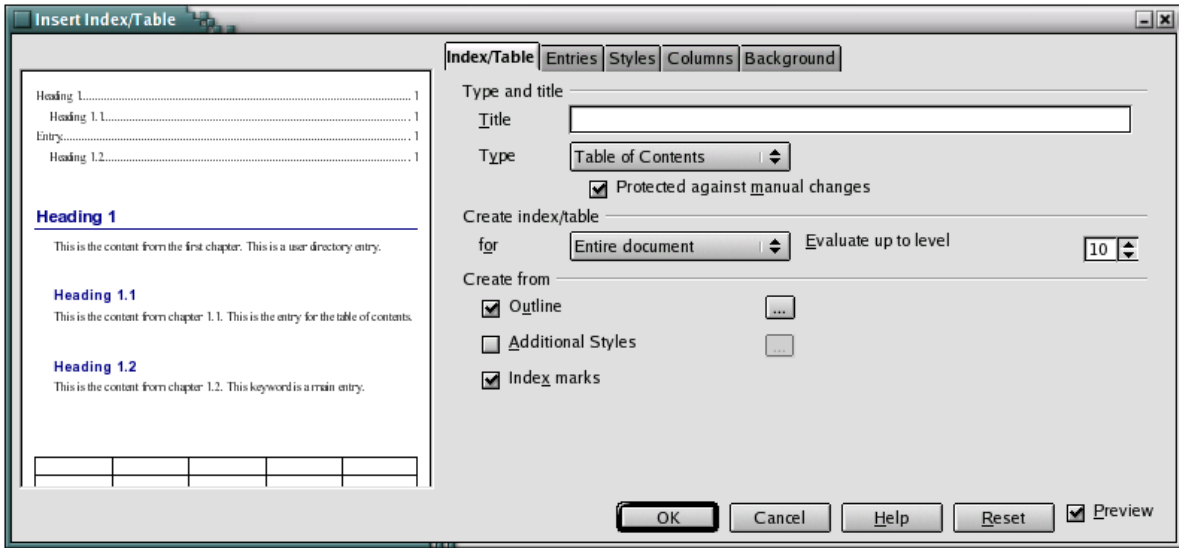 Insert Index/Table
Index/Table Entries Styles Columns Background
Heading 1 1
Heading 1.1 1
Entry 1
Heading 1.2 1
Heading 1
This is the content from the first chapter. This is a user directory entry.
Heading 1.1
This is the content from chapter 1.1. This is the entry for the table of contents.
Heading 1.2
This is the content from chapter 1.2. This keyword is a main entry.
Type and title
Title
Type Table of Contents
Protected against manual changes
Create index/table
for Entire document Evaluate up to level 10
Create from
Outline ...
Additional Styles ...
Index marks
OK Cancel Help Reset Preview